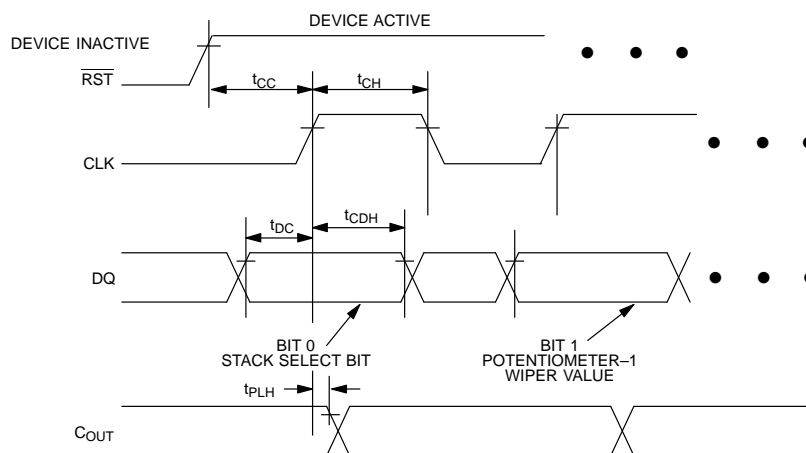 DEVICE ACTIVE
DEVICE INACTIVE
RST
tCC
tCH
CLK
tDC
tCDH
DQ
BIT 0
STACK SELECT BIT
BIT 1
POTENTIOMETER–1
WIPER VALUE
tPLH
COUT